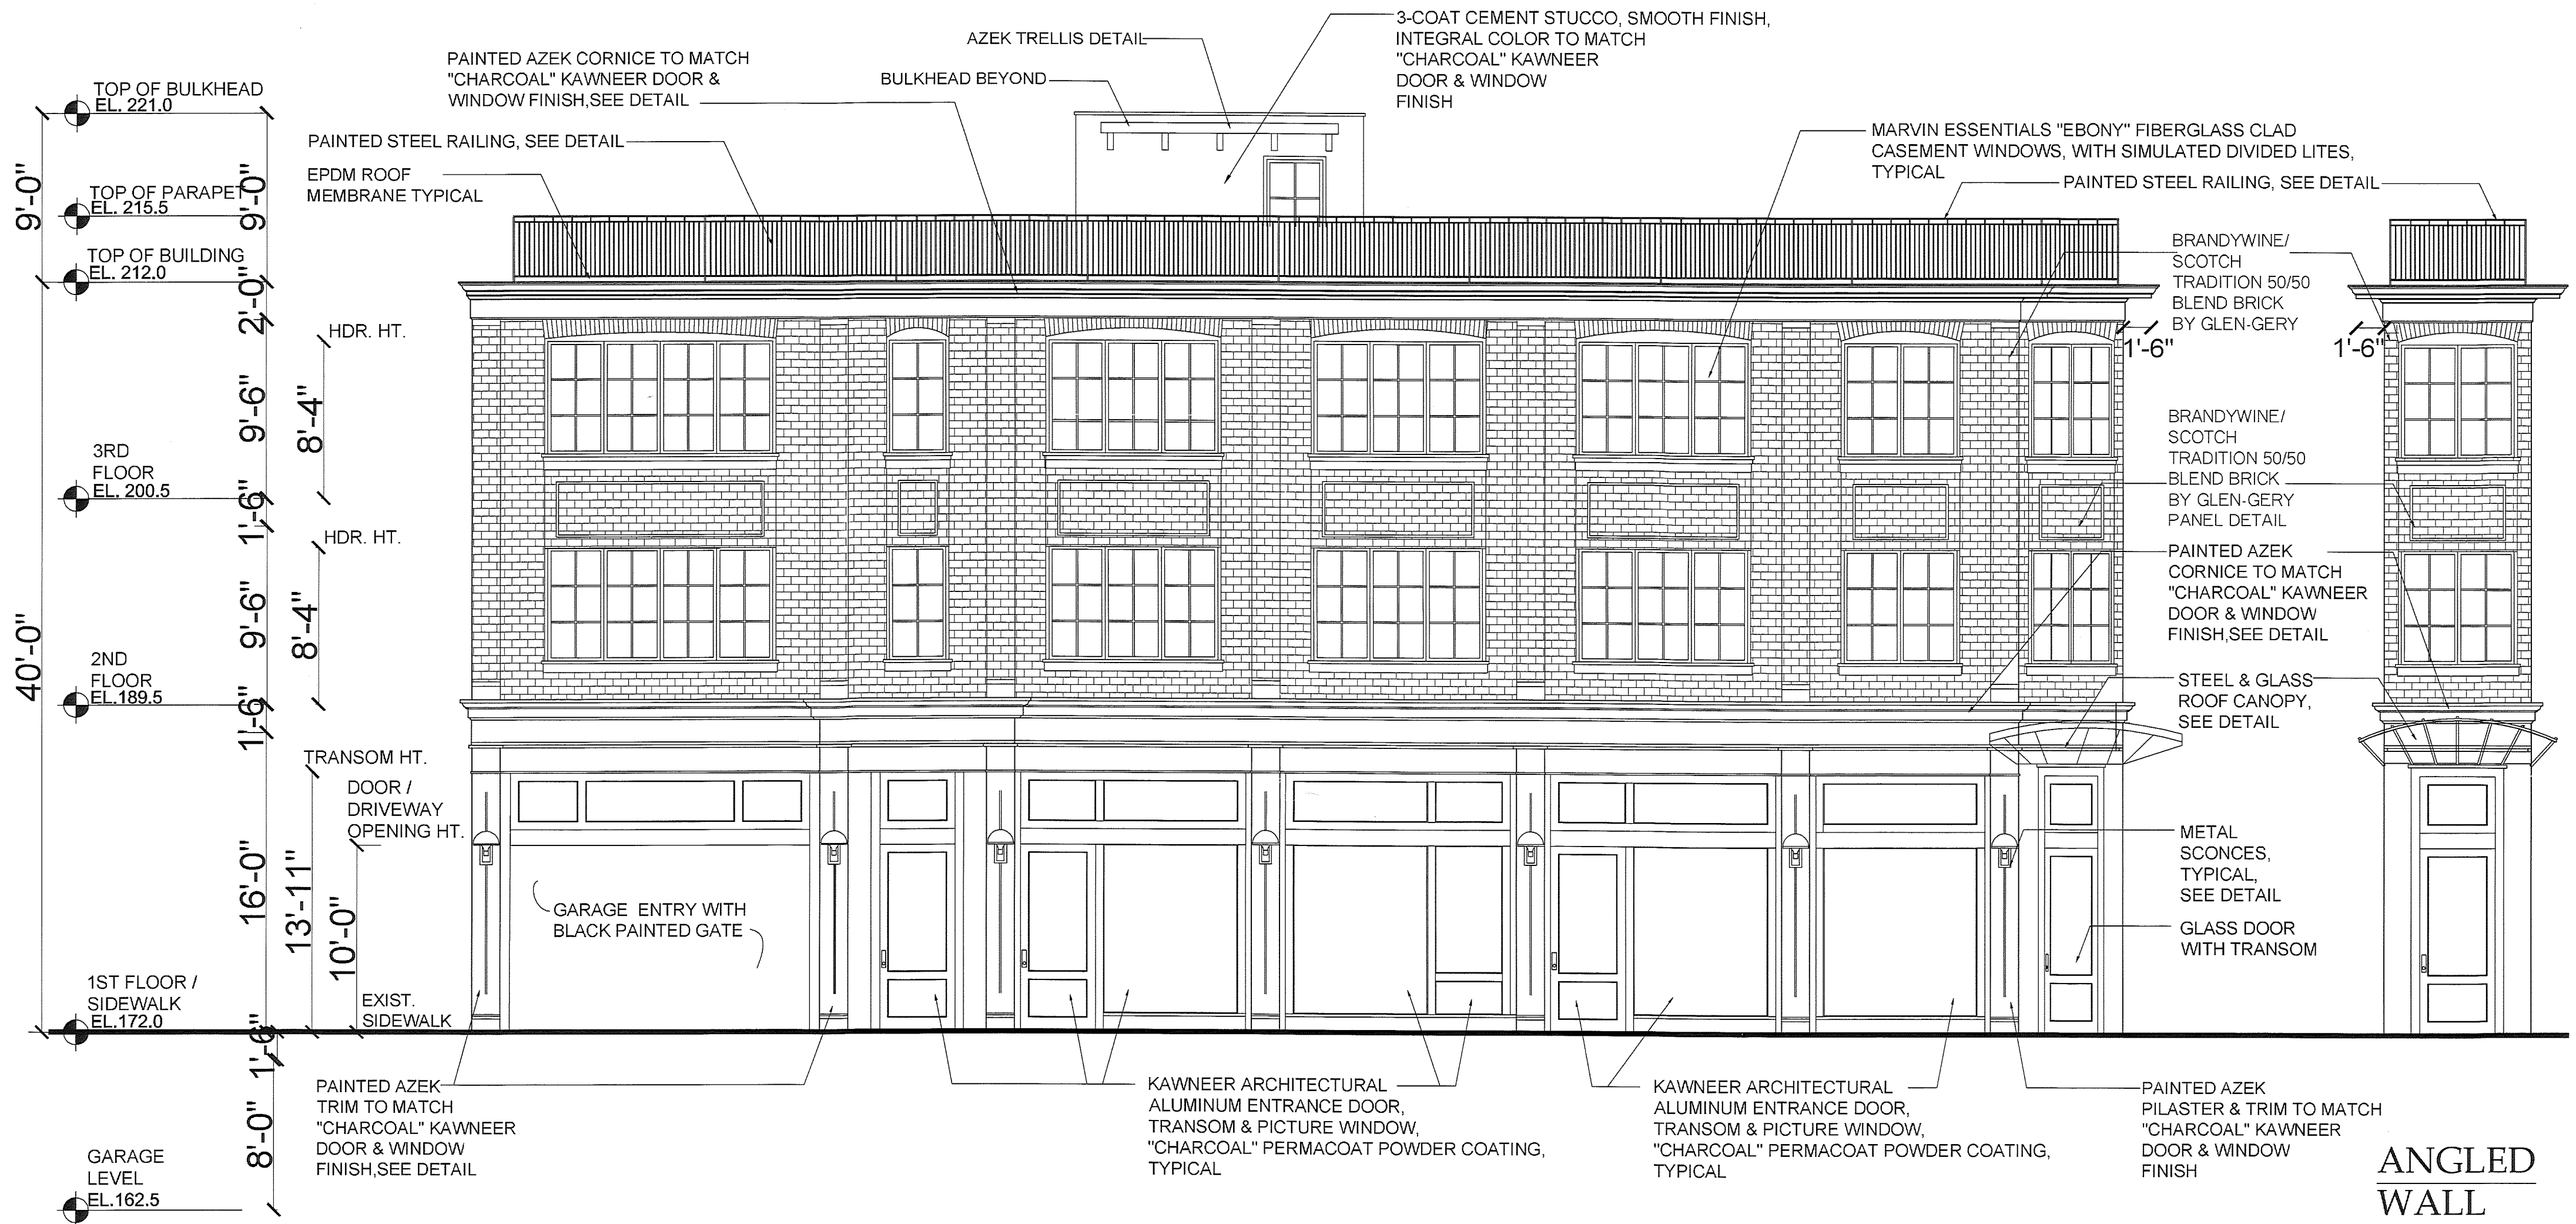 3-COAT CEMENT STUCCO, SMOOTH FINISH,
INTEGRAL COLOR TO MATCH
"CHARCOAL" KAWNEER
DOOR & WINDOW
FINISH
AZEK TRELLIS DETAIL
BULKHEAD BEYOND
PAINTED AZEK CORNICE TO MATCH
"CHARCOAL" KAWNEER DOOR &
WINDOW FINISH,SEE DETAIL
PAINTED STEEL RAILING, SEE DETAIL
EPDM ROOF
MEMBRANE TYPICAL
MARVIN ESSENTIALS "EBONY" FIBERGLASS CLAD
CASEMENT WINDOWS, WITH SIMULATED DIVIDED LITES,
TYPICAL
PAINTED STEEL RAILING, SEE DETAIL
TOP OF BULKHEAD
EL. 221.0
TOP OF PARAPET
EL. 215.5
TOP OF BUILDING
EL. 212.0
3RD
FLOOR
EL. 200.5
2ND
FLOOR
EL.189.5
1ST FLOOR /
SIDEWALK
EL.172.0
GARAGE
LEVEL
EL.162.5
9'-0"
40'-0"
9'-0"
2'-0"
9'-6"
1'-6"
9'-6"
1'-6"
16'-0"
1'-6"
8'-0"
HDR. HT.
8'-4"
HDR. HT.
8'-4"
TRANSOM HT.
13'-11"
DOOR /
DRIVEWAY
OPENING HT.
10'-0"
EXIST.
SIDEWALK
BRANDYWINE/
SCOTCH
TRADITION 50/50
BLEND BRICK
BY GLEN-GERY
1'-6"
1'-6"
BRANDYWINE/
SCOTCH
TRADITION 50/50
BLEND BRICK
BY GLEN-GERY
PANEL DETAIL
PAINTED AZEK
CORNICE TO MATCH
"CHARCOAL" KAWNEER
DOOR & WINDOW
FINISH,SEE DETAIL
STEEL & GLASS
ROOF CANOPY,
SEE DETAIL
METAL
SCONCES,
TYPICAL,
SEE DETAIL
GLASS DOOR
WITH TRANSOM
GARAGE ENTRY WITH
BLACK PAINTED GATE
PAINTED AZEK
TRIM TO MATCH
"CHARCOAL" KAWNEER
DOOR & WINDOW
FINISH,SEE DETAIL
KAWNEER ARCHITECTURAL
ALUMINUM ENTRANCE DOOR,
TRANSOM & PICTURE WINDOW,
"CHARCOAL" PERMACOAT POWDER COATING,
TYPICAL
KAWNEER ARCHITECTURAL
ALUMINUM ENTRANCE DOOR,
TRANSOM & PICTURE WINDOW,
"CHARCOAL" PERMACOAT POWDER COATING,
TYPICAL
PAINTED AZEK
PILASTER & TRIM TO MATCH
"CHARCOAL" KAWNEER
DOOR & WINDOW
FINISH
ANGLED
WALL